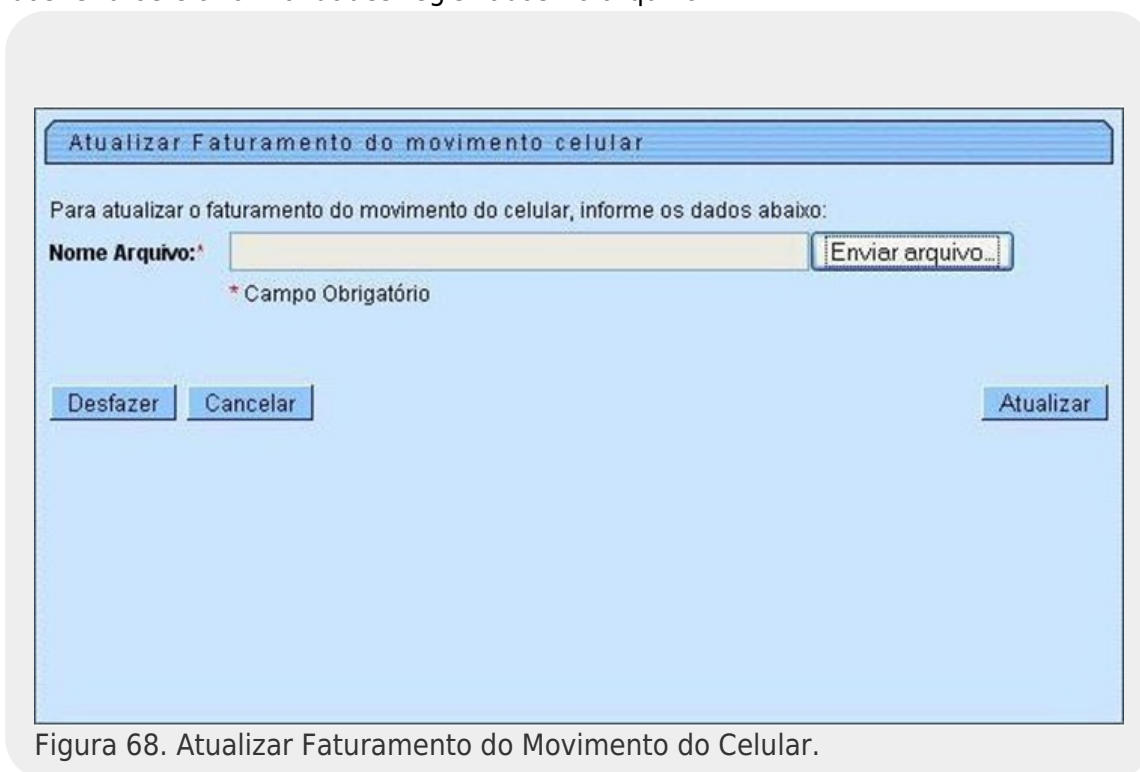 Atualizar Faturamento do movimento celular
Para atualizar o faturamento do movimento do celular, informe os dados abaixo:
Nome Arquivo:* Enviar arquivo...
* Campo Obrigatório
Desfazer Cancelar Atualizar
Figura 68. Atualizar Faturamento do Movimento do Celular.